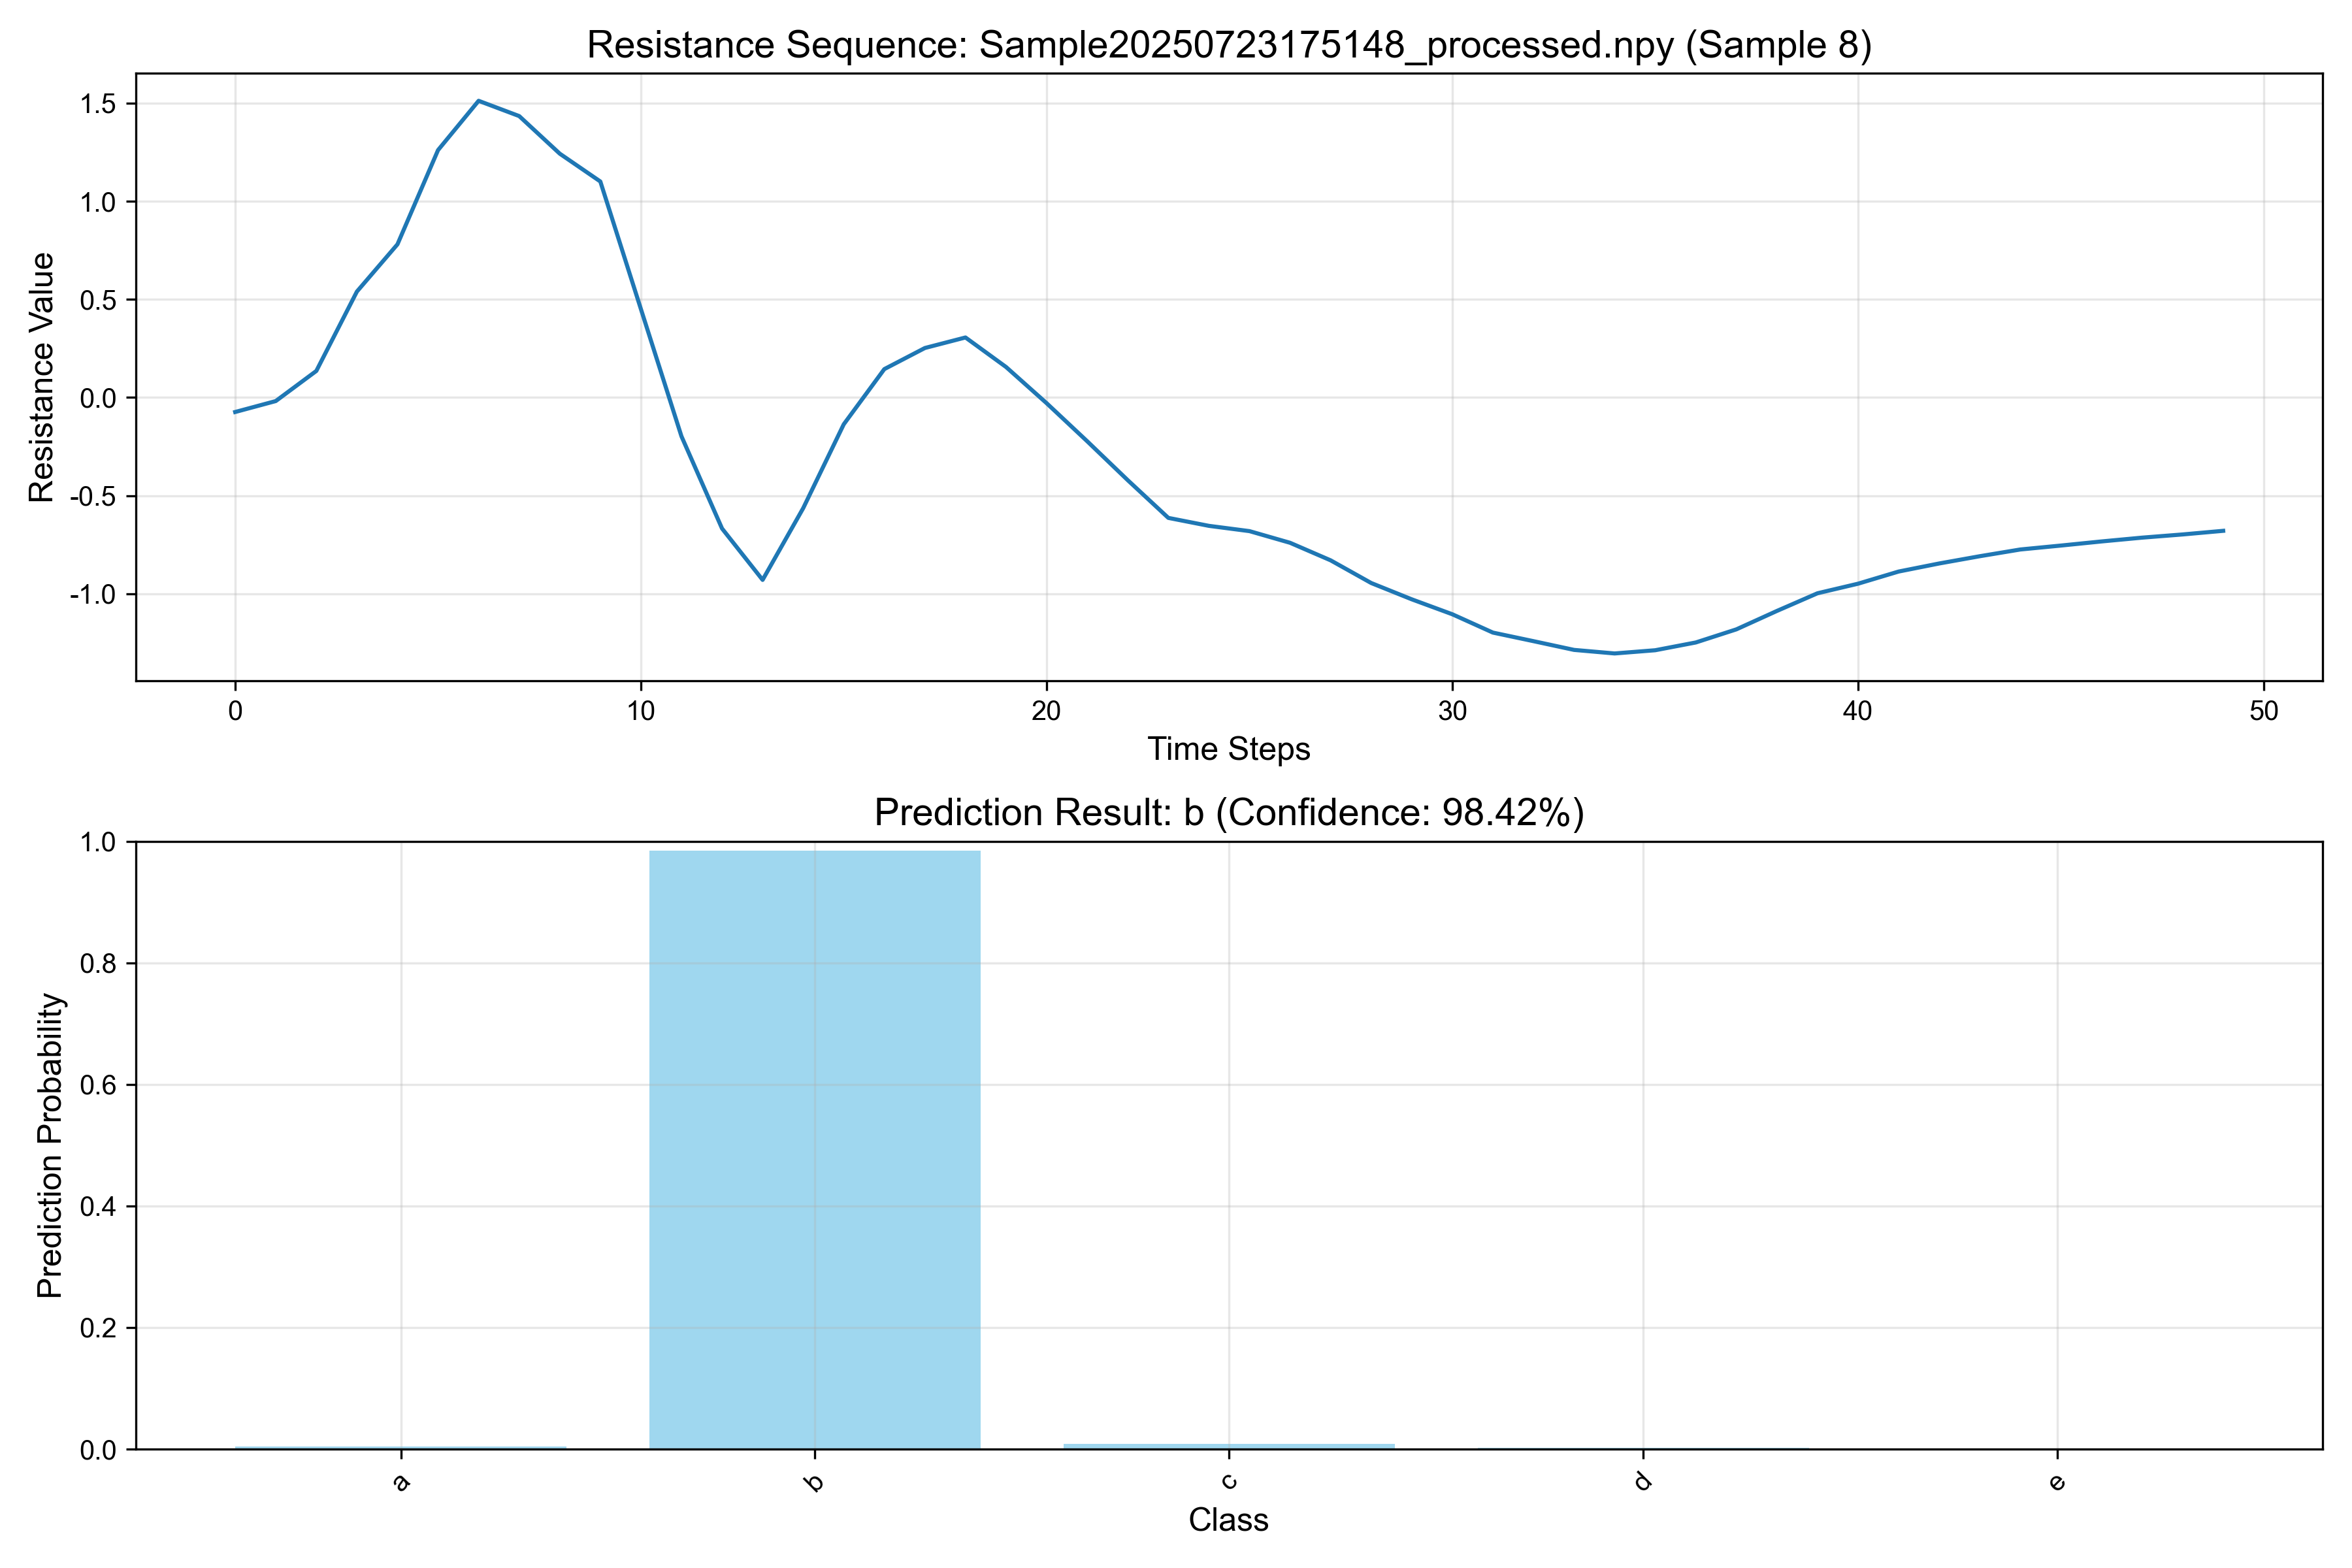 Resistance Sequence: Sample20250723175148_processed.npy (Sample 8)
1.5
1.0
0.5
0.0
-0.5
-1.0
Resistance Value
0 10 20 30 40 50
Time Steps
Prediction Result: b (Confidence: 98.42%)
1.0
0.8
0.6
0.4
0.2
0.0
Prediction Probability
a b c d e
Class